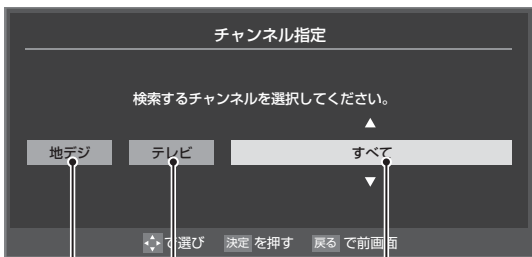 チャンネル指定
検索するチャンネルを選択してください。
地デジ テレビ すべて
で選び 決定 を押す 戻る で前画面